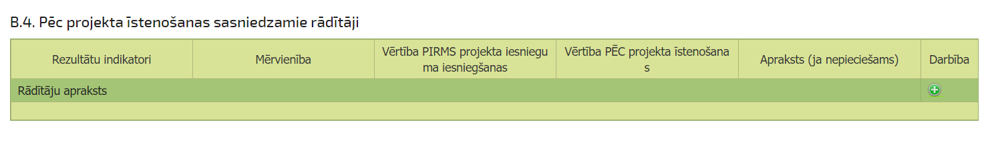 B.4. Pēc projekta īstenošanas sasniedzamie rādītāji
Rezultātu indikatori
Mērvienība
Vērtība PIRMS projekta iesniegu
ma iesniegšanas
Vērtība PĒC projekta īstenošana
s
Apraksts (ja nepieciešams)
Darbība
Rādītāju apraksts